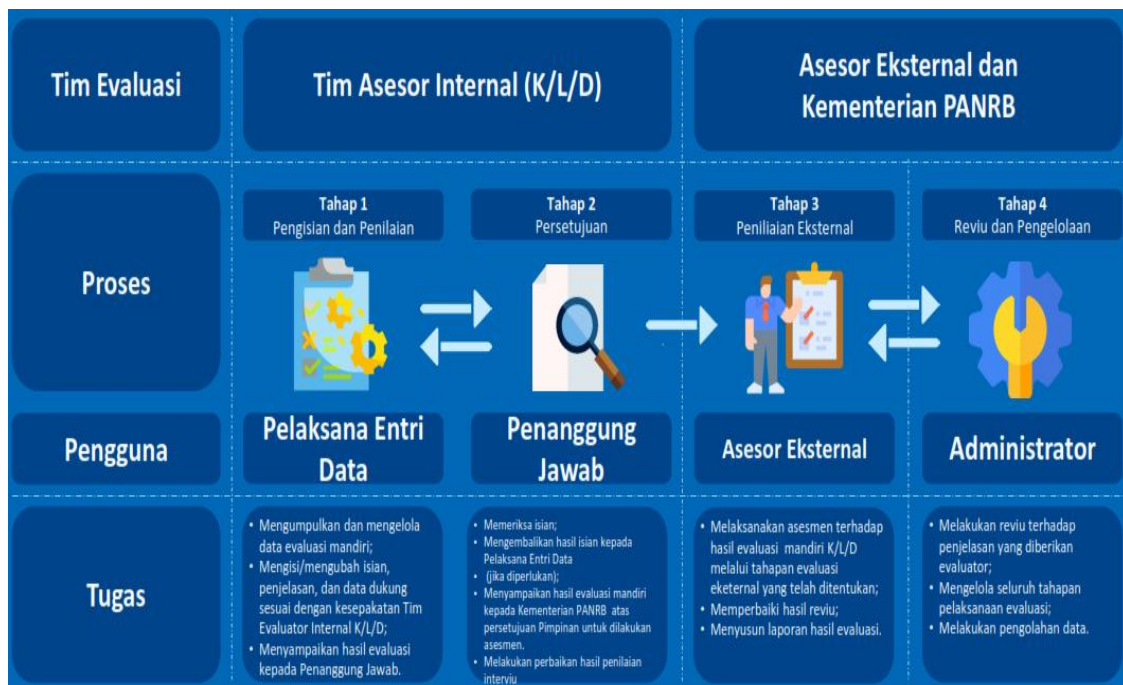 Tim Evaluasi
Tim Asesor Internal (K/L/D)
Asesor Eksternal dan
Kementerian PANRB
Proses
Tahap 1
Pengisian dan Penilaian
Tahap 2
Persetujuan
Tahap 3
Peniliaian Eksternal
Tahap 4
Reviu dan Pengelolaan
Pengguna
Pelaksana Entri
Data
Penanggung
Jawab
Asesor Eksternal
Administrator
Tugas
• Mengumpulkan dan mengelola
data evaluasi mandiri;
• Mengisi/mengubah isian,
penjelasan, dan data dukung
sesuai dengan kesepakatan Tim
Evaluator Internal K/L/D;
• Menyampaikan hasil evaluasi
kepada Penanggung Jawab.
• Memeriksa isian;
• Mengembalikan hasil isian kepada
Pelaksana Entri Data
• (jika diperlukan);
• Menyampaikan hasil evaluasi mandiri
kepada Kementerian PANRB atas
persetujuan Pimpinan untuk dilakukan
asesmen.
• Melakukan perbaikan hasil penilaian
interviu
• Melaksanakan asesmen terhadap
hasil evaluasi mandiri K/L/D
melalui tahapan evaluasi
eketernal yang telah ditentukan;
• Memperbaiki hasil reviu;
• Menyusun laporan hasil evaluasi.
• Melakukan reviu terhadap
penjelasan yang diberikan
evaluator;
• Mengelola seluruh tahapan
pelaksanaan evaluasi;
• Melakukan pengolahan data.